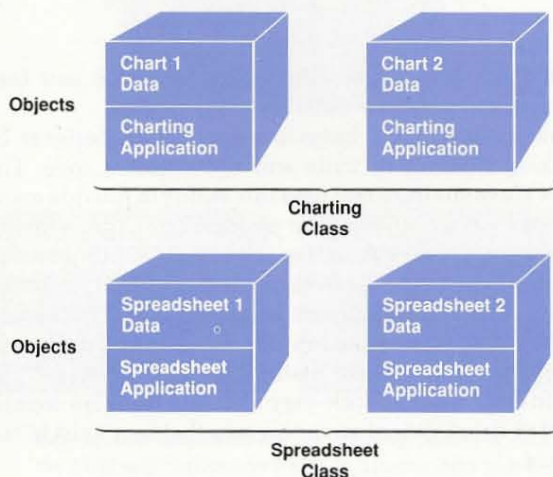 Chart 1
Data
Chart 2
Data
Objects
Charting
Application
Charting
Application
Charting
Class
Spreadsheet 1
Data
Spreadsheet 2
Data
Objects
Spreadsheet
Application
Spreadsheet
Application
Spreadsheet
Class